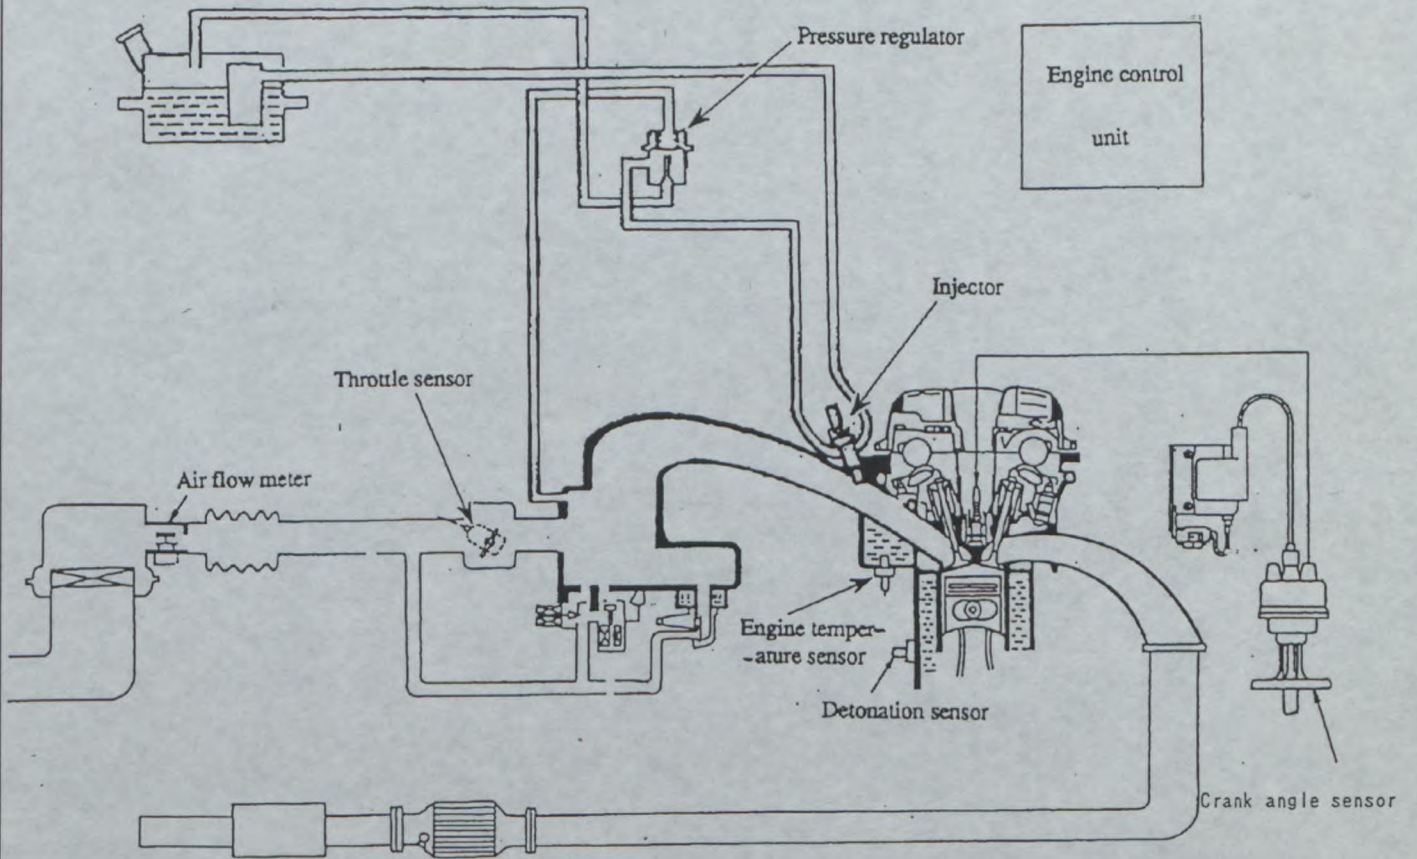 Pressure regulator
Engine control
unit
Injector
Throttle sensor
Air flow meter
Engine temper-
-ature sensor
Detonation sensor
Crank angle sensor